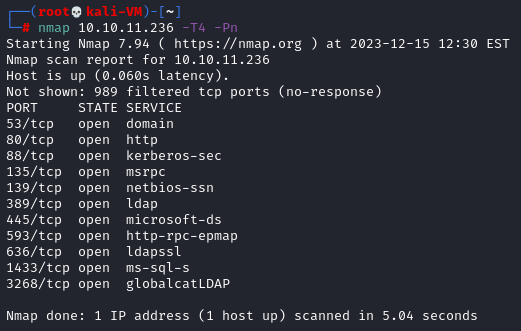 ┌──(root💀kali-VM)-[~]
└─# nmap 10.10.11.236 -T4 -Pn
Starting Nmap 7.94 ( https://nmap.org ) at 2023-12-15 12:30 EST
Nmap scan report for 10.10.11.236
Host is up (0.060s latency).
Not shown: 989 filtered tcp ports (no-response)
PORT     STATE SERVICE
53/tcp   open  domain
80/tcp   open  http
88/tcp   open  kerberos-sec
135/tcp  open  msrpc
139/tcp  open  netbios-ssn
389/tcp  open  ldap
445/tcp  open  microsoft-ds
593/tcp  open  http-rpc-epmap
636/tcp  open  ldapssl
1433/tcp open  ms-sql-s
3268/tcp open  globalcatLDAP
Nmap done: 1 IP address (1 host up) scanned in 5.04 seconds